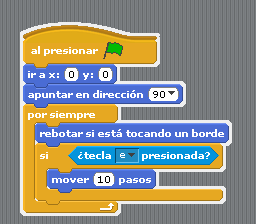 al presionar
ir a x: 0 y: 0
apuntar en dirección 90
por siempre
rebotar si está tocando un borde
si ¿tecla e presionada?
mover 10 pasos